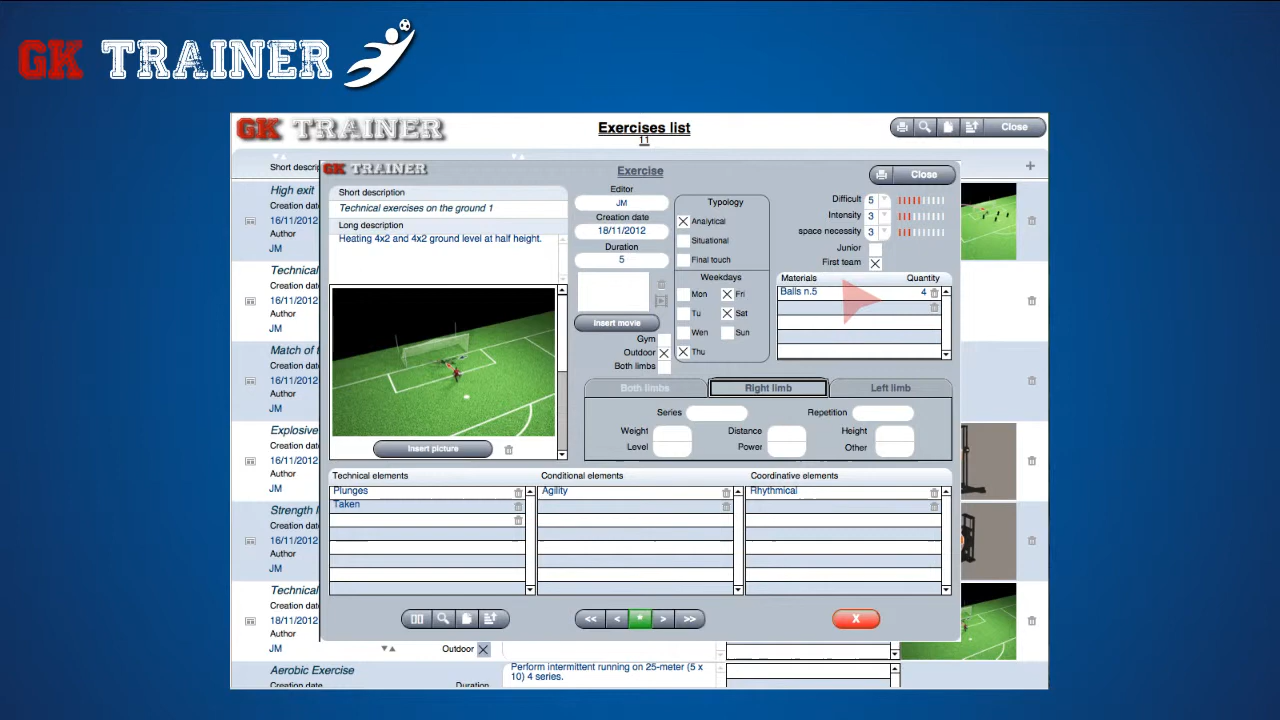 GK TRAINER
GK TRAINER
Exercises list
11
Close
Short descri
+
High exit
Creation date
16/11/2012
Author
JM
Technical
Creation date
16/11/2012
Author
JM
Match of t
Creation date
16/11/2012
Author
JM
Explosive
Creation date
16/11/2012
Author
JM
Strength l
Creation date
16/11/2012
Author
JM
Technical
Creation date
18/11/2012
Author
JM
Outdoor
Aerobic Exercise
Creation date
Duration
Perform intermittent running on 25-meter (5 x
10) 4 series.
GK TRAINER
Exercise
Close
Short description
Technical exercises on the ground 1
Long description
Heating 4x2 and 4x2 ground level at half height.
Insert picture
Editor
JM
Creation date
18/11/2012
Duration
5
Insert movie
Gym
Outdoor
Both limbs
Typology
Analytical
Situational
Final touch
Weekdays
Mon Fri
Tu Sat
Wen Sun
Thu
Difficult 5
Intensity 3
space necessity 3
Junior
First team
Materials Quantity
Balls n.5 4
Both limbs Right limb Left limb
Series Repetition
Weight Distance Height
Level Power Other
Technical elements
Plunges
Taken
Conditional elements
Agility
Coordinative elements
Rhythmical
<< < * > >>
X